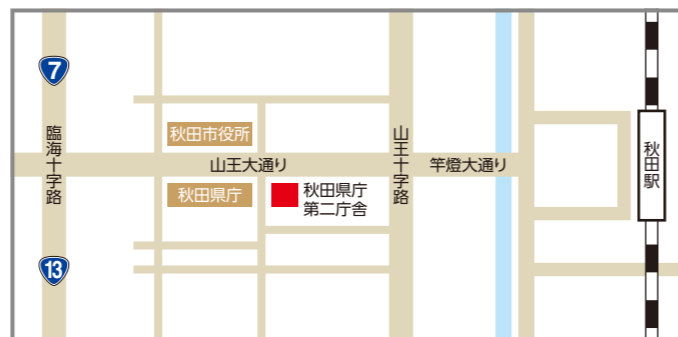 7
臨海十字路
13
秋田市役所
山王大通り
秋田県庁
秋田県庁
第二庁舎
山王十字路
竿燈大通り
秋田駅